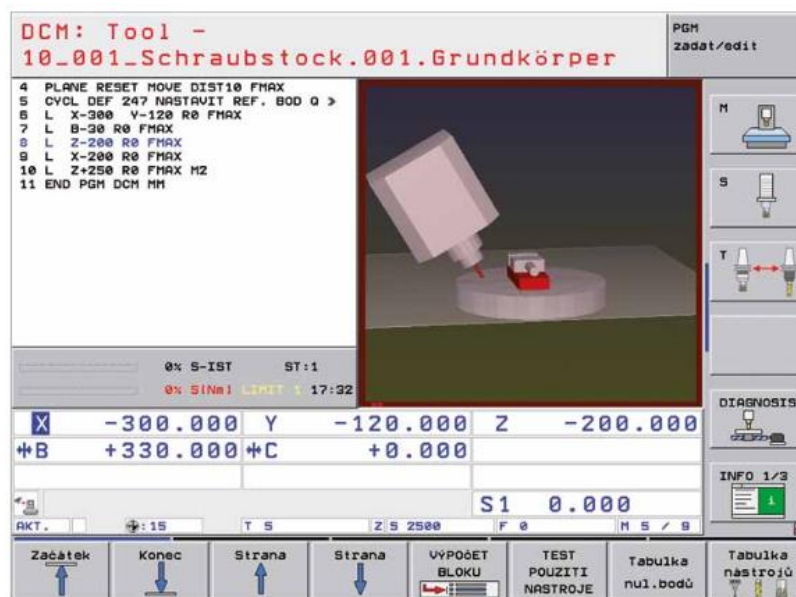 DCM: Tool -
10_001_Schraubstock.001.Grundkörper
PGM
zadat/edit
4 PLANE RESET MOVE DIST10 FMAX
5 CYCL DEF 247 NASTAVIT REF. BOD Q »
6 L X-300 Y-120 R0 FMAX
7 L B-30 R0 FMAX
8 L Z-200 R0 FMAX
9 L X-200 R0 FMAX
10 L Z+250 R0 FMAX M2
11 END PGM DCM MM
M
S
T
0% S-IST ST:1
0% S[Nm] LIMIT 1 17:32
DIAGNOSIS
INFO 1/3
X -300.000 Y -120.000 Z -200.000
B +330.000 C +0.000
S1 0.000
AKT. :15 T 5 Z S 2500 F 0 M 5 / 9
Začátek
Konec
Strana
Strana
VÝPOČET
BLOKU
TEST
POUZITI
NASTROJE
Tabulka
nul.bodů
Tabulka
nástrojů